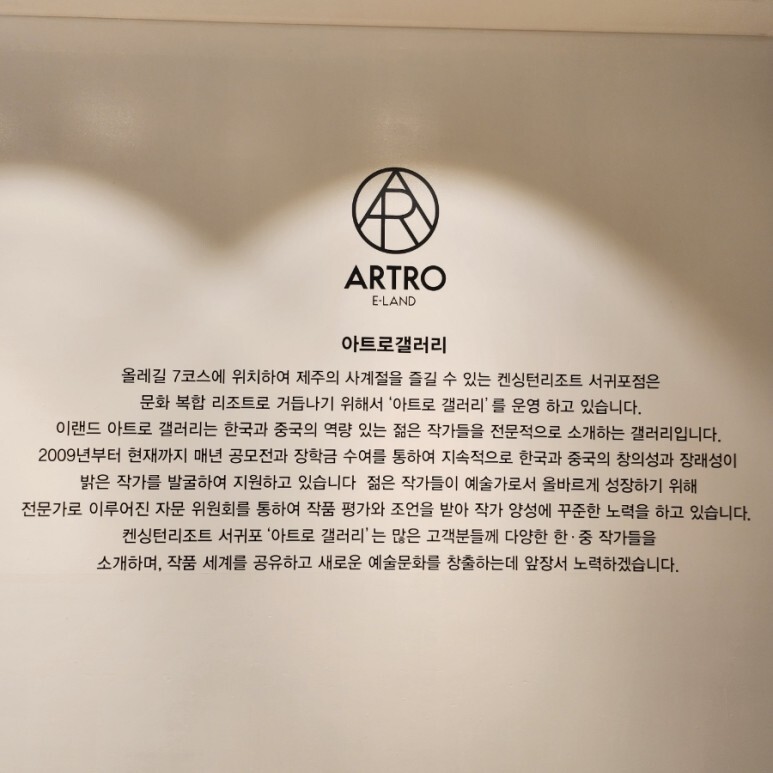 AR
ARTRO
E-LAND
아트로갤러리
올레길 7코스에 위치하여 제주의 사계절을 즐길 수 있는 켄싱턴리조트 서귀포점은
문화 복합 리조트로 거듭나기 위해서 '아트로 갤러리'를 운영 하고 있습니다.
이랜드 아트로 갤러리는 한국과 중국의 역량 있는 젊은 작가들을 전문적으로 소개하는 갤러리입니다.
2009년부터 현재까지 매년 공모전과 장학금 수여를 통하여 지속적으로 한국과 중국의 창의성과 장래성이
밝은 작가를 발굴하여 지원하고 있습니다 젊은 작가들이 예술가로서 올바르게 성장하기 위해
전문가로 이루어진 자문 위원회를 통하여 작품 평가와 조언을 받아 작가 양성에 꾸준한 노력을 하고 있습니다.
켄싱턴리조트 서귀포 '아트로 갤러리'는 많은 고객분들께 다양한 한·중 작가들을
소개하며, 작품 세계를 공유하고 새로운 예술문화를 창출하는데 앞장서 노력하겠습니다.